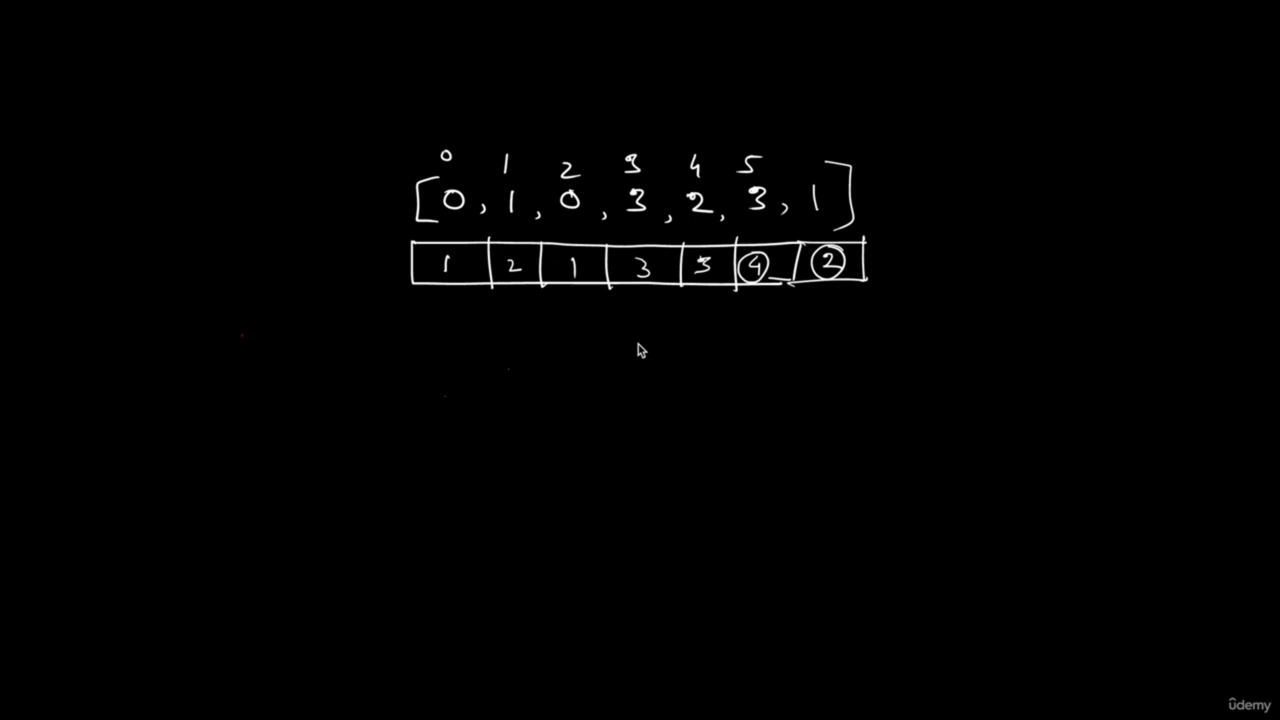 0 1 2 3 4 5
[0, 1, 0, 3, 2, 3, 1]
1 2 1 3 3 4 2
ûdemy